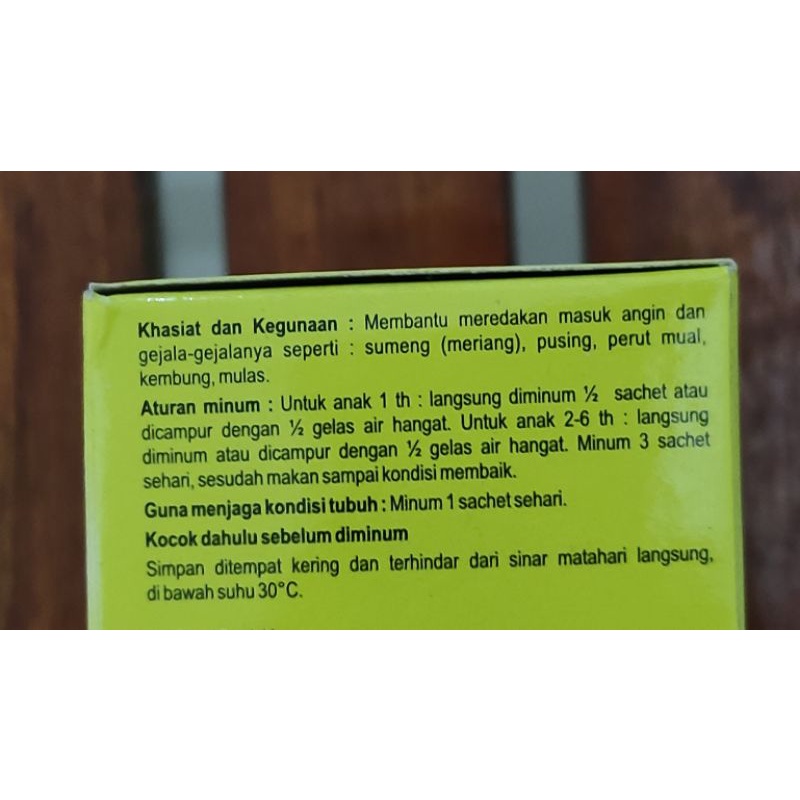 Khasiat dan Kegunaan : Membantu meredakan masuk angin dan
gejala-gejalanya seperti : sumeng (meriang), pusing, perut mual,
kembung, mulas.
Aturan minum : Untuk anak 1 th : langsung diminum ½ sachet atau
dicampur dengan ½ gelas air hangat. Untuk anak 2-6 th : langsung
diminum atau dicampur dengan ½ gelas air hangat. Minum 3 sachet
sehari, sesudah makan sampai kondisi membaik.
Guna menjaga kondisi tubuh : Minum 1 sachet sehari.
Kocok dahulu sebelum diminum
Simpan ditempat kering dan terhindar dari sinar matahari langsung,
di bawah suhu 30°C.